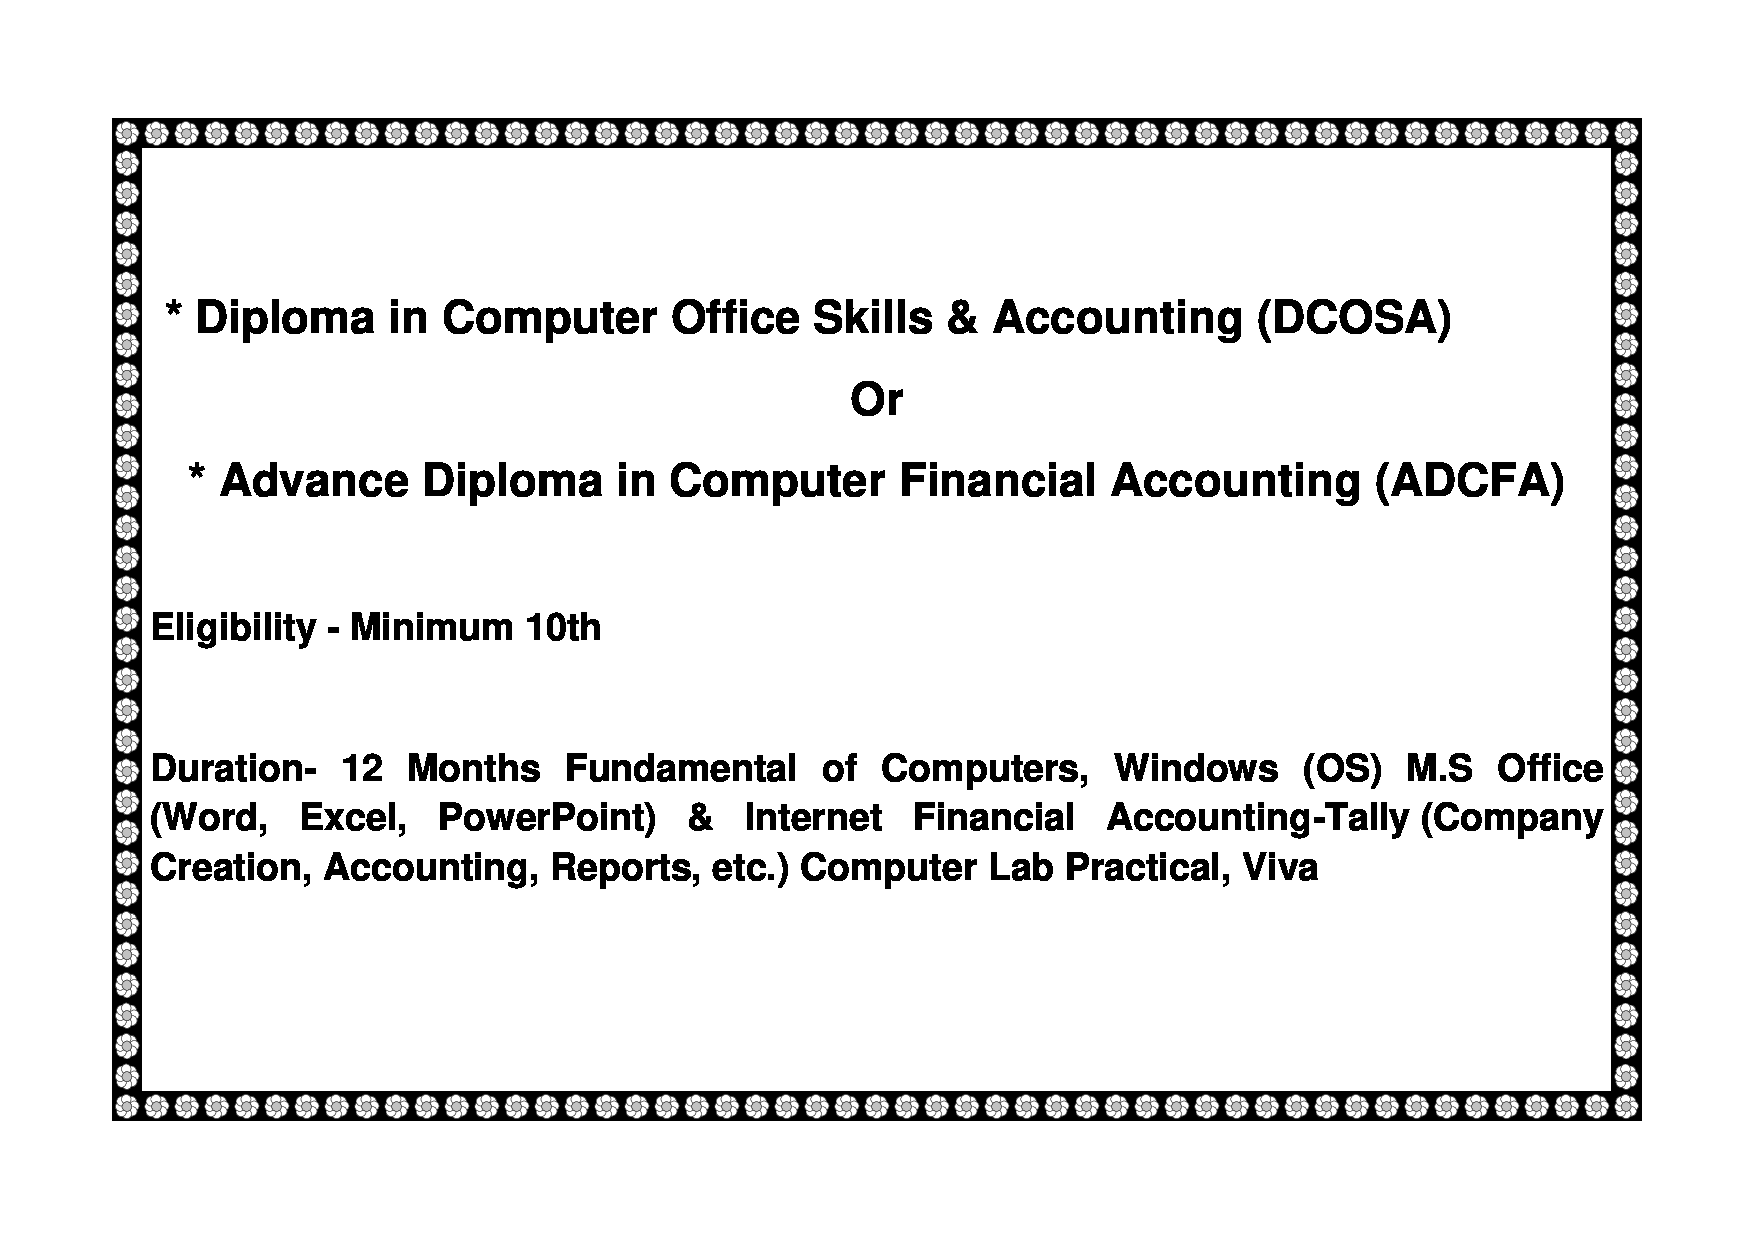 * Diploma in Computer Office Skills & Accounting (DCOSA)
Or
* Advance Diploma in Computer Financial Accounting (ADCFA)
Eligibility - Minimum 10th
Duration- 12 Months Fundamental of Computers, Windows (OS) M.S Office
(Word, Excel, PowerPoint) & Internet Financial Accounting-Tally (Company
Creation, Accounting, Reports, etc.) Computer Lab Practical, Viva